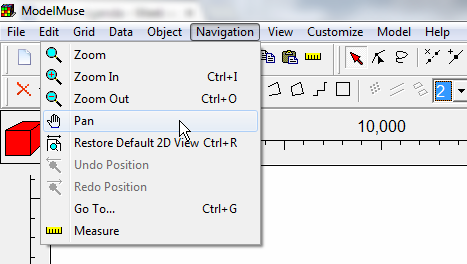 ModelMuse
File Edit Grid Data Object Navigation View Customize Model Help
Zoom
Zoom In Ctrl+I
Zoom Out Ctrl+O
2
Pan
10,000
Restore Default 2D View Ctrl+R
Undo Position
Redo Position
Go To... Ctrl+G
Measure